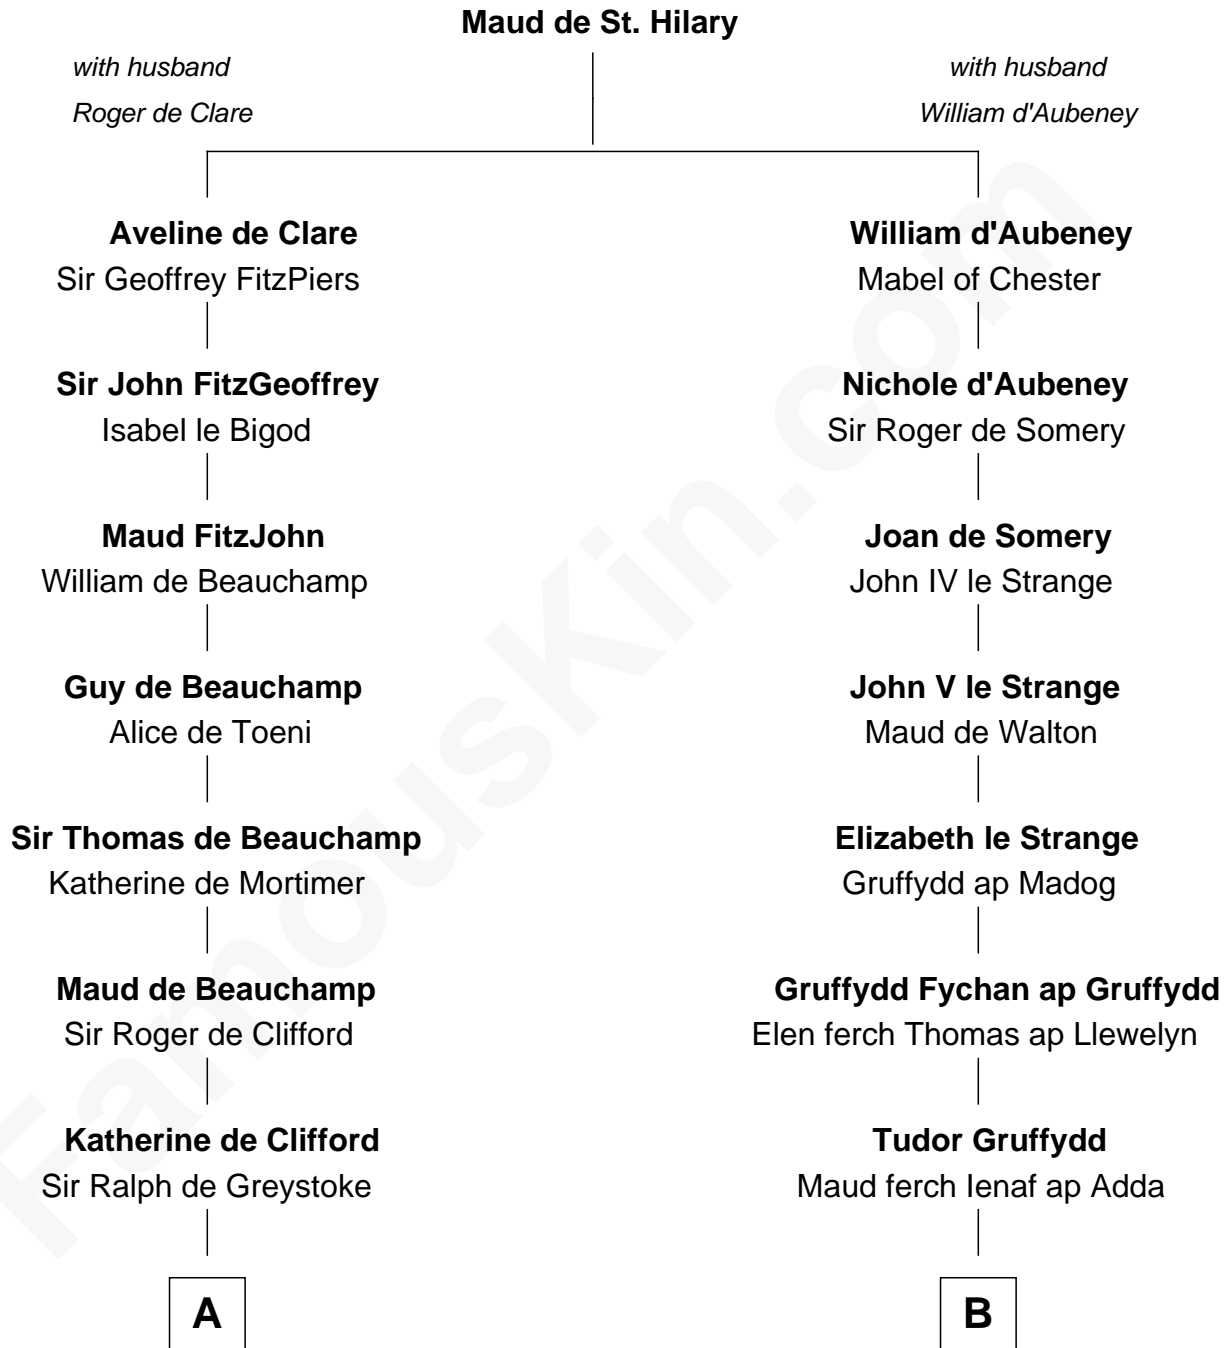 Maud de St. Hilary
with husband
Roger de Clare
with husband
William d'Aubeney
Aveline de Clare
Sir Geoffrey FitzPiers
William d'Aubeney
Mabel of Chester
Sir John FitzGeoffrey
Isabel le Bigod
Nichole d'Aubeney
Sir Roger de Somery
Maud FitzJohn
William de Beauchamp
Joan de Somery
John IV le Strange
Guy de Beauchamp
Alice de Toeni
John V le Strange
Maud de Walton
Sir Thomas de Beauchamp
Katherine de Mortimer
Elizabeth le Strange
Gruffydd ap Madog
Maud de Beauchamp
Sir Roger de Clifford
Gruffydd Fychan ap Gruffydd
Elen ferch Thomas ap Llewelyn
Katherine de Clifford
Sir Ralph de Greystoke
Tudor Gruffydd
Maud ferch Ienaf ap Adda
A
B
FamousKin.com